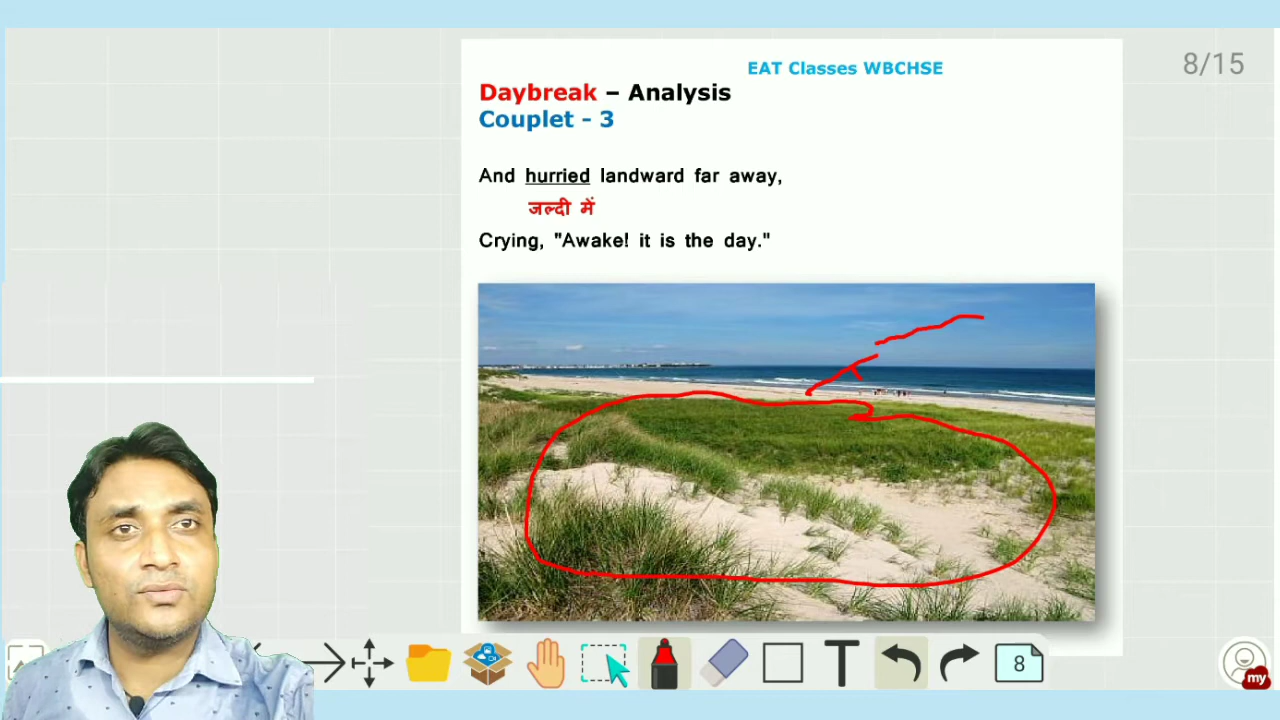 EAT Classes WBCHSE
8/15
Daybreak – Analysis
Couplet - 3
And hurried landward far away,
जल्दी में
Crying, "Awake! it is the day."
T
8
my